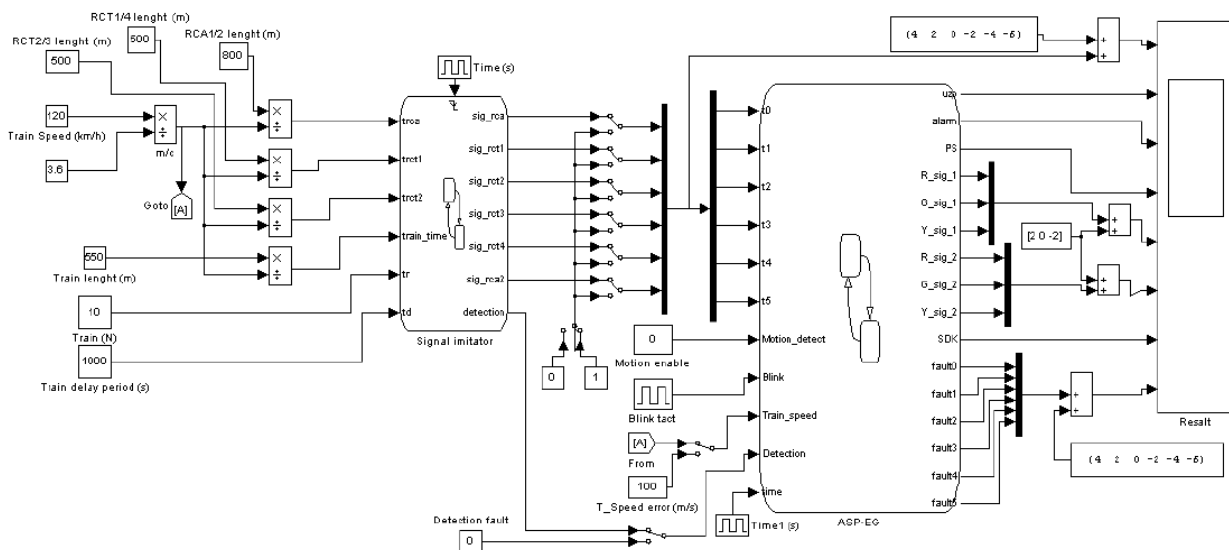 RCT1/4 lenght (m)
500
RCT2/3 lenght (m)
500
RCA1/2 lenght (m)
800
120
Train Speed (km/h)
3.6
×
÷
m/c
Goto
[A]
×
÷
×
÷
×
÷
×
÷
550
Train lenght (m)
10
Train (N)
1000
Train delay period (s)
Time (s)
trca
trct1
trct2
train_time
tr
td
sig_rca
sig_rct1
sig_rct2
sig_rct3
sig_rct4
sig_rca2
detection
Signal imitator
0
1
Detection fault
0
0
Motion enable
Blink tact
[A]
From
100
T_Speed error (m/s)
Time1 (s)
t0
t1
t2
t3
t4
t5
Motion_detect
Blink
Train_speed
Detection
time
uzp
alarm
PS
R_sig_1
G_sig_1
Y_sig_1
R_sig_2
G_sig_2
Y_sig_2
SDK
fault0
fault1
fault2
fault3
fault4
fault5
ASP-EG
(4 2 0 -2 -4 -6)
+
+
[2 0 -2]
+
+
+
+
+
+
(4 2 0 -2 -4 -6)
Resalt